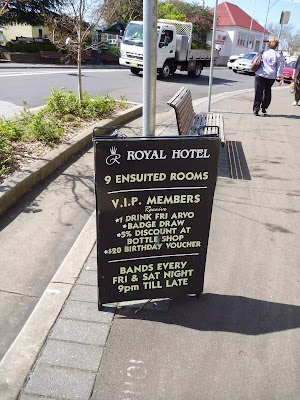 ROYAL HOTEL
9 ENSUITED ROOMS
V.I.P. MEMBERS
Receive
*1 DRINK FRI ARVO
*BADGE DRAW
*5% DISCOUNT AT
BOTTLE SHOP
*$20 BIRTHDAY VOUCHER
BANDS EVERY
FRI & SAT NIGHT
9pm TILL LATE